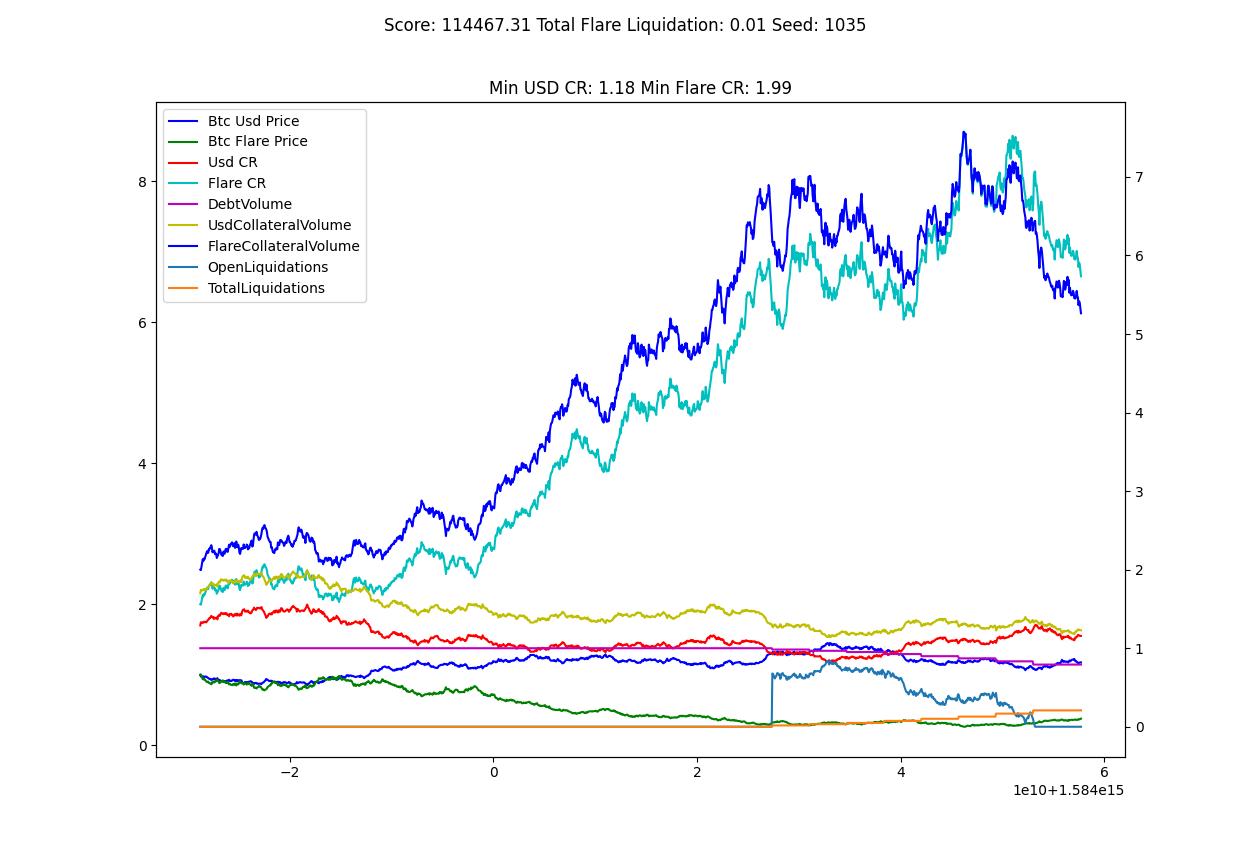 Score: 114467.31 Total Flare Liquidation: 0.01 Seed: 1035
Min USD CR: 1.18 Min Flare CR: 1.99
Btc Usd Price
Btc Flare Price
Usd CR
Flare CR
DebtVolume
UsdCollateralVolume
FlareCollateralVolume
OpenLiquidations
TotalLiquidations
8
6
4
2
0
7
6
5
4
3
2
1
0
−2
0
2
4
6
1e10+1.584e15